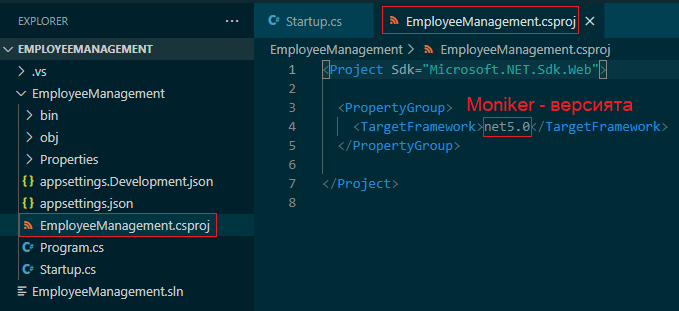 EXPLORER ...
EMPLOYEEMANAGEMENT
.vs
EmployeeManagement
bin
obj
Properties
{} appsettings.Development.json
{} appsettings.json
EmployeeManagement.csproj
C# Program.cs
C# Startup.cs
EmployeeManagement.sln
C# Startup.cs
EmployeeManagement.csproj ×
EmployeeManagement > EmployeeManagement.csproj
1 <Project Sdk="Microsoft.NET.Sdk.Web">
2
3 <PropertyGroup>
Moniker - версията
4 <TargetFramework>net5.0</TargetFramework>
5 </PropertyGroup>
6
7 </Project>
8